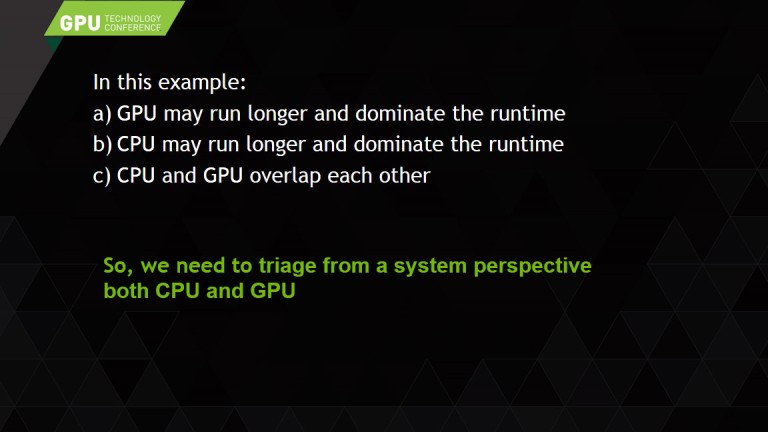 GPU TECHNOLOGY
CONFERENCE
In this example:
a) GPU may run longer and dominate the runtime
b) CPU may run longer and dominate the runtime
c) CPU and GPU overlap each other
So, we need to triage from a system perspective
both CPU and GPU